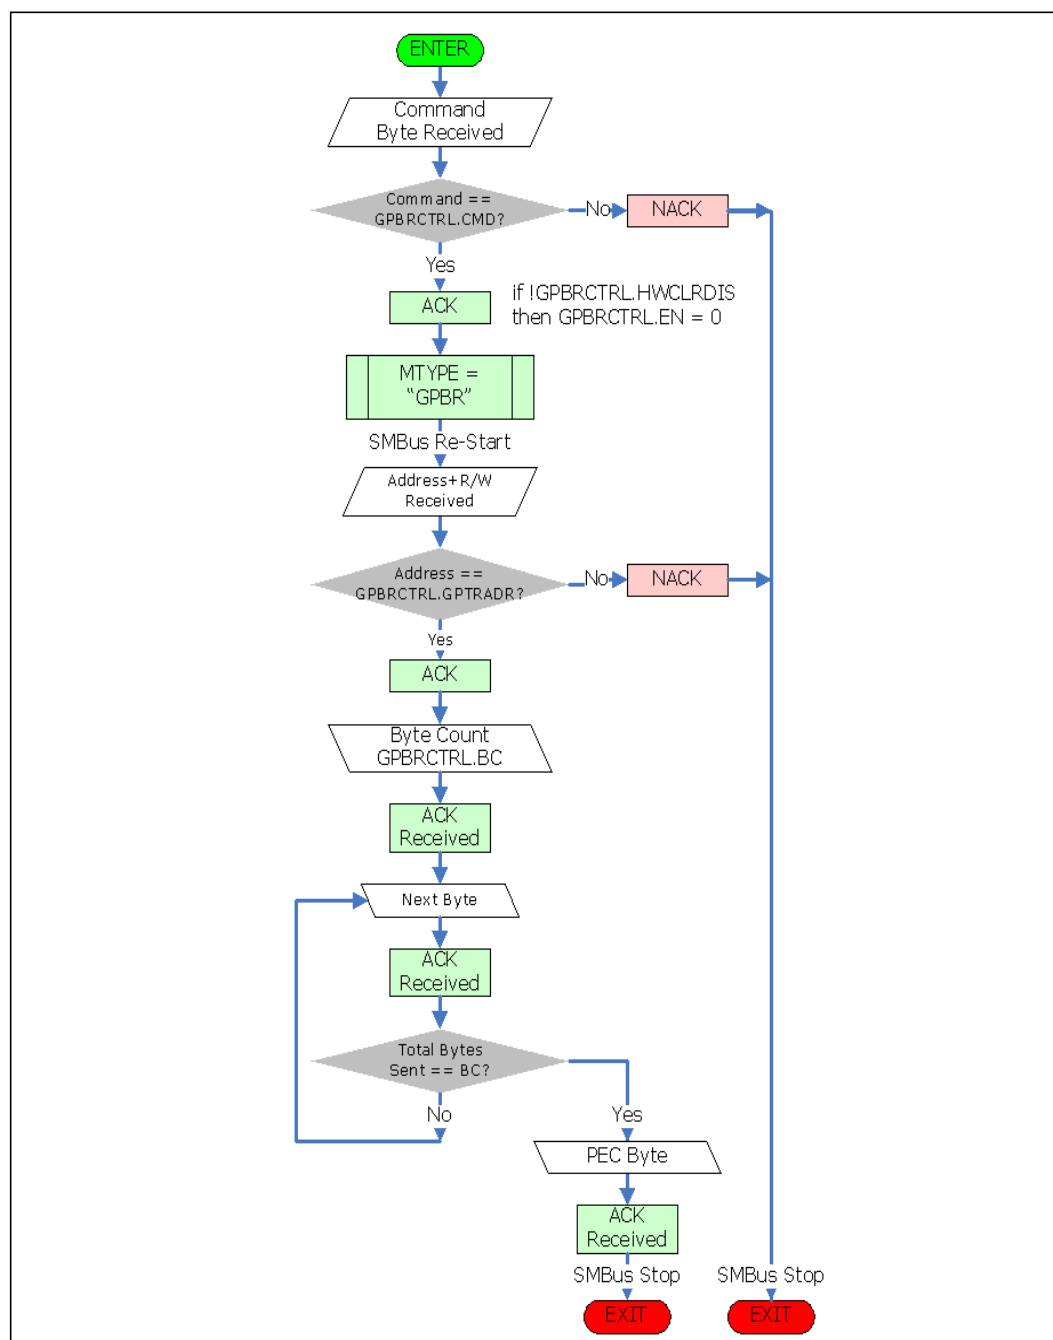 ENTER
Command
Byte Received
Command ==
GPBRCTRL.CMD?
No
NACK
Yes
ACK
if !GPBRCTRL.HWCLRDIS
then GPBRCTRL.EN = 0
MTYPE =
"GPBR"
SMBus Re-Start
Address+R/W
Received
Address ==
GPBRCTRL.GPTRADR?
No
NACK
Yes
ACK
Byte Count
GPBRCTRL.BC
ACK
Received
Next Byte
ACK
Received
Total Bytes
Sent == BC?
No
Yes
PEC Byte
ACK
Received
SMBus Stop
SMBus Stop
EXIT
EXIT